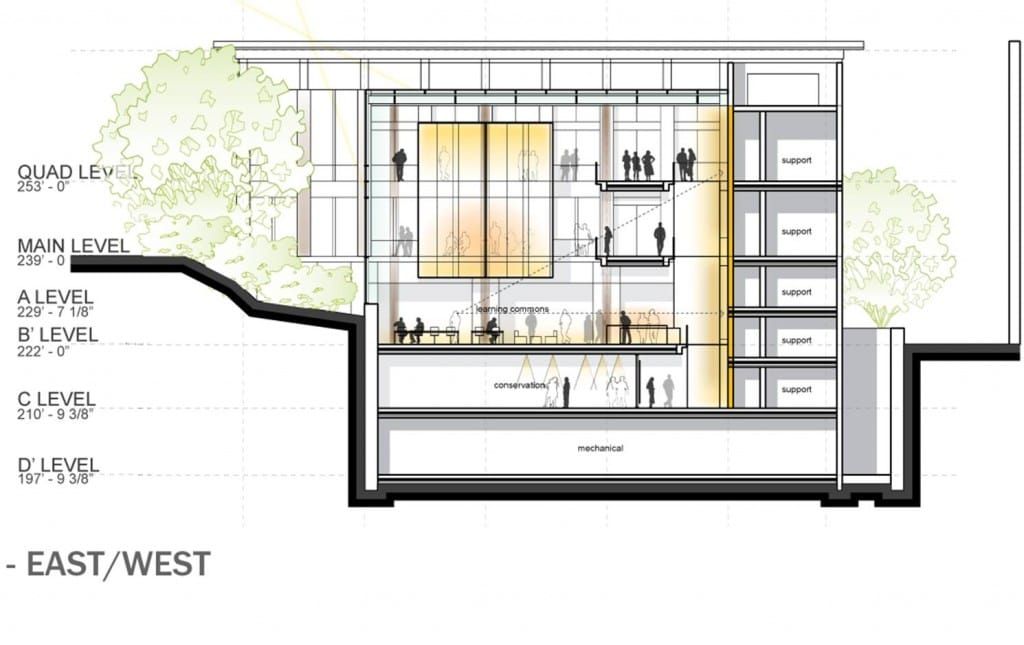 QUAD LEVEL
253' - 0"
MAIN LEVEL
239' - 0
A LEVEL
229' - 7 1/8"
B' LEVEL
222' - 0"
C LEVEL
210' - 9 3/8"
D' LEVEL
197' - 9 3/8"
support
support
support
support
support
learning commons
conservation
mechanical
- EAST/WEST